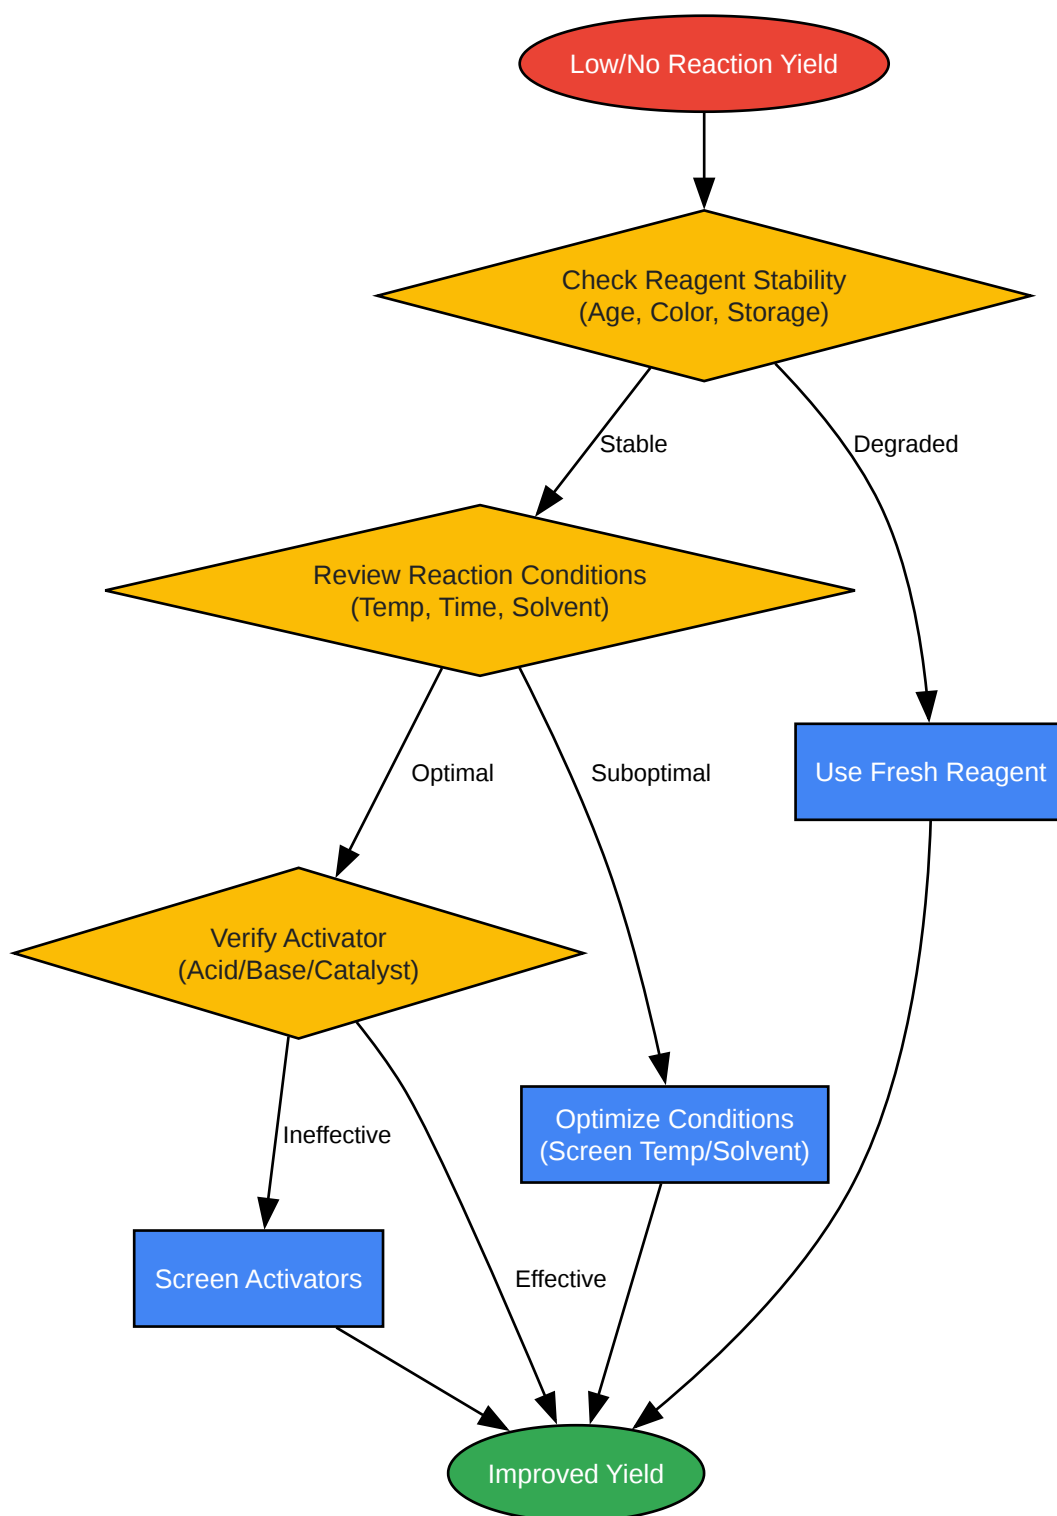 Low/No Reaction Yield
Check Reagent Stability
(Age, Color, Storage)
Stable
Degraded
Review Reaction Conditions
(Temp, Time, Solvent)
Optimal
Suboptimal
Use Fresh Reagent
Verify Activator
(Acid/Base/Catalyst)
Ineffective
Optimize Conditions
(Screen Temp/Solvent)
Screen Activators
Effective
Improved Yield